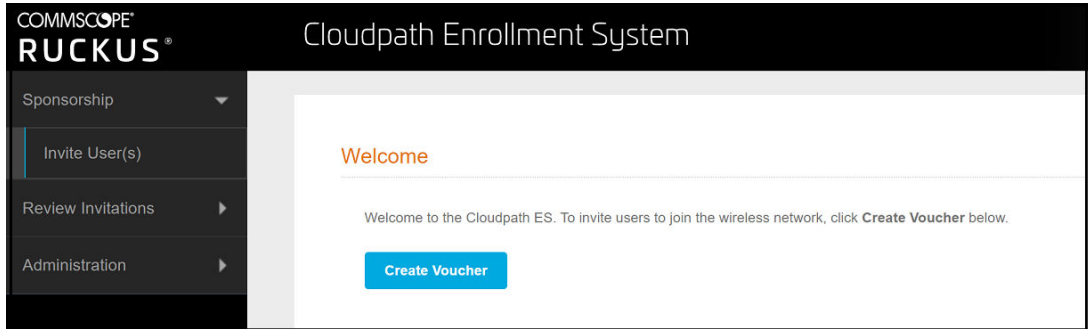 COMMSCOPE®
RUCKUS®
Cloudpath Enrollment System
Sponsorship
Invite User(s)
Review Invitations
Administration
Welcome
Welcome to the Cloudpath ES. To invite users to join the wireless network, click Create Voucher below.
Create Voucher